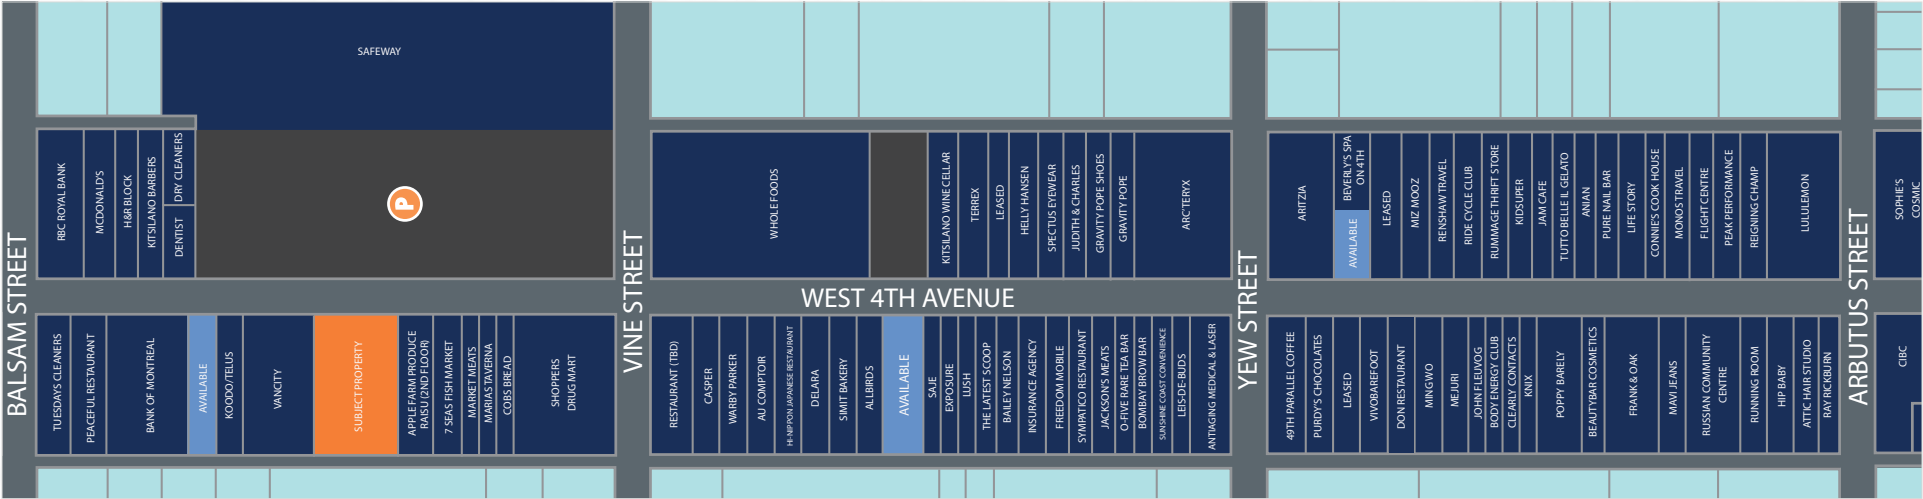 SAFEWAY
RBC ROYAL BANK
MCDONALD'S
H&R BLOCK
KITSILANO BARBERS
DRY CLEANERS
DENTIST
P
WHOLE FOODS
KITSILANO WINE CELLAR
TERREX
LEASED
HELLY HANSEN
SPECTUS EYEWEAR
JUDITH & CHARLES
GRAVITY POPE SHOES
GRAVITY POPE
ARC'TERYX
ARITZIA
BEVERLY'S SPA
ON 4TH
AVAILABLE
LEASED
MIZ MOOZ
RENSHAW TRAVEL
RIDE CYCLE CLUB
RUMMAGE THRIFT STORE
KIDSUPER
JAM CAFE
TUTTO BELLE IL GELATO
ANIAN
PURE NAIL BAR
LIFE STORY
CONNIE'S COOK HOUSE
MONOS TRAVEL
FLIGHT CENTRE
PEAK PERFORMANCE
REIGNING CHAMP
LULULEMON
SOPHIE'S
COSMIC
BALSAM STREET
VINE STREET
WEST 4TH AVENUE
YEW STREET
ARBUTUS STREET
TUESDAYS CLEANERS
PEACEFUL RESTAURANT
BANK OF MONTREAL
AVAILABLE
KOODO/TELUS
VANCITY
SUBJECT PROPERTY
APPLE FARM PRODUCE
RAISU (2ND FLOOR)
7 SEAS FISH MARKET
MARKET MEATS
MARIAS TAVERNA
COBS BREAD
SHOPPERS
DRUG MART
RESTAURANT (TBD)
CASPER
WARBY PARKER
AU COMPTOIR
HI-NIPPON JAPANESE RESTAURANT
DELARA
SIMIT BAKERY
ALLBIRDS
AVAILABLE
SAJE
EXPOSURE
LUSH
THE LATEST SCOOP
BAILEY NELSON
INSURANCE AGENCY
FREEDOM MOBILE
SYMPATICO RESTAURANT
JACKSON'S MEATS
O-FIVE RARE TEA BAR
BOMBAY BROW BAR
SUNSHINE COAST CONVENIENCE
LEIS-DE-BUDS
ANTIAGING MEDICAL & LASER
49TH PARALLEL COFFEE
PURDY'S CHOCOLATES
LEASED
VIVOBAREFOOT
DON RESTAURANT
MINGWO
MEJURI
JOHN FLEUVOG
BODY ENERGY CLUB
CLEARLY CONTACTS
KNIX
POPPY BARELY
BEAUTYBAR COSMETICS
FRANK & OAK
MAVI JEANS
RUSSIAN COMMUNITY
CENTRE
RUNNING ROOM
HIP BABY
ATTIC HAIR STUDIO
RAY RICKBURN
CIBC